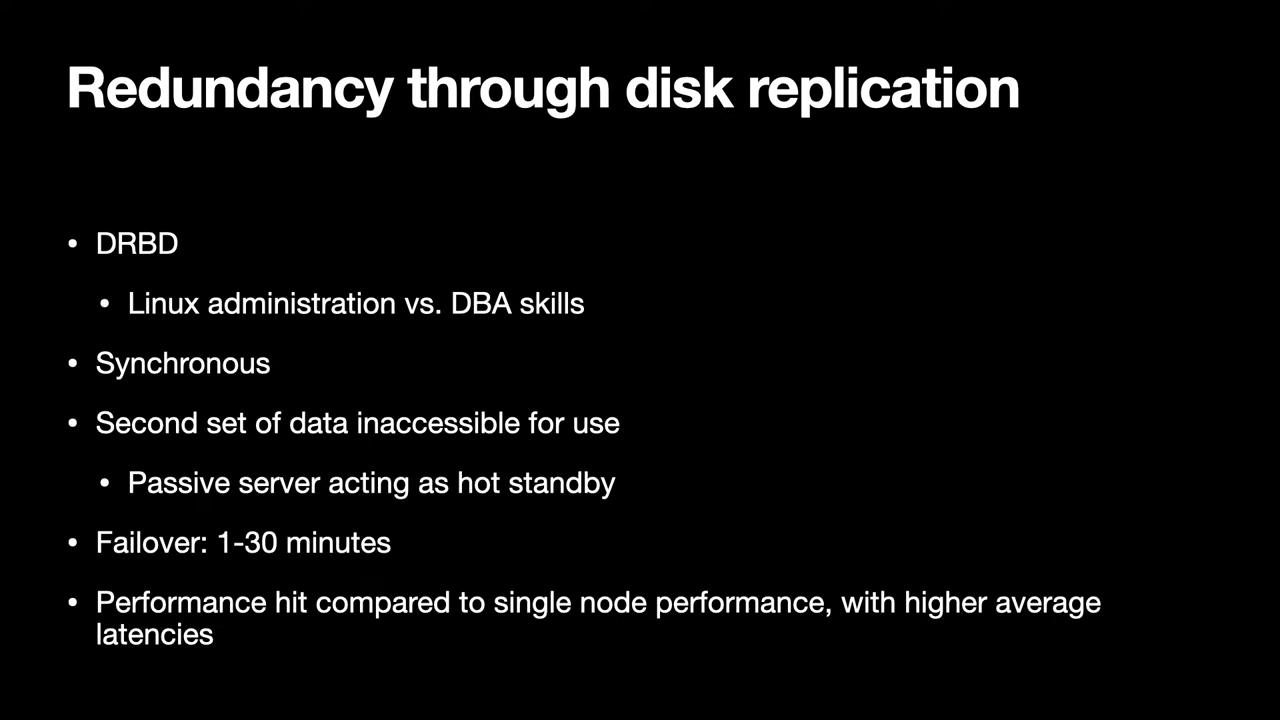 Redundancy through disk replication
• DRBD
• Linux administration vs. DBA skills
• Synchronous
• Second set of data inaccessible for use
• Passive server acting as hot standby
• Failover: 1-30 minutes
• Performance hit compared to single node performance, with higher average
latencies